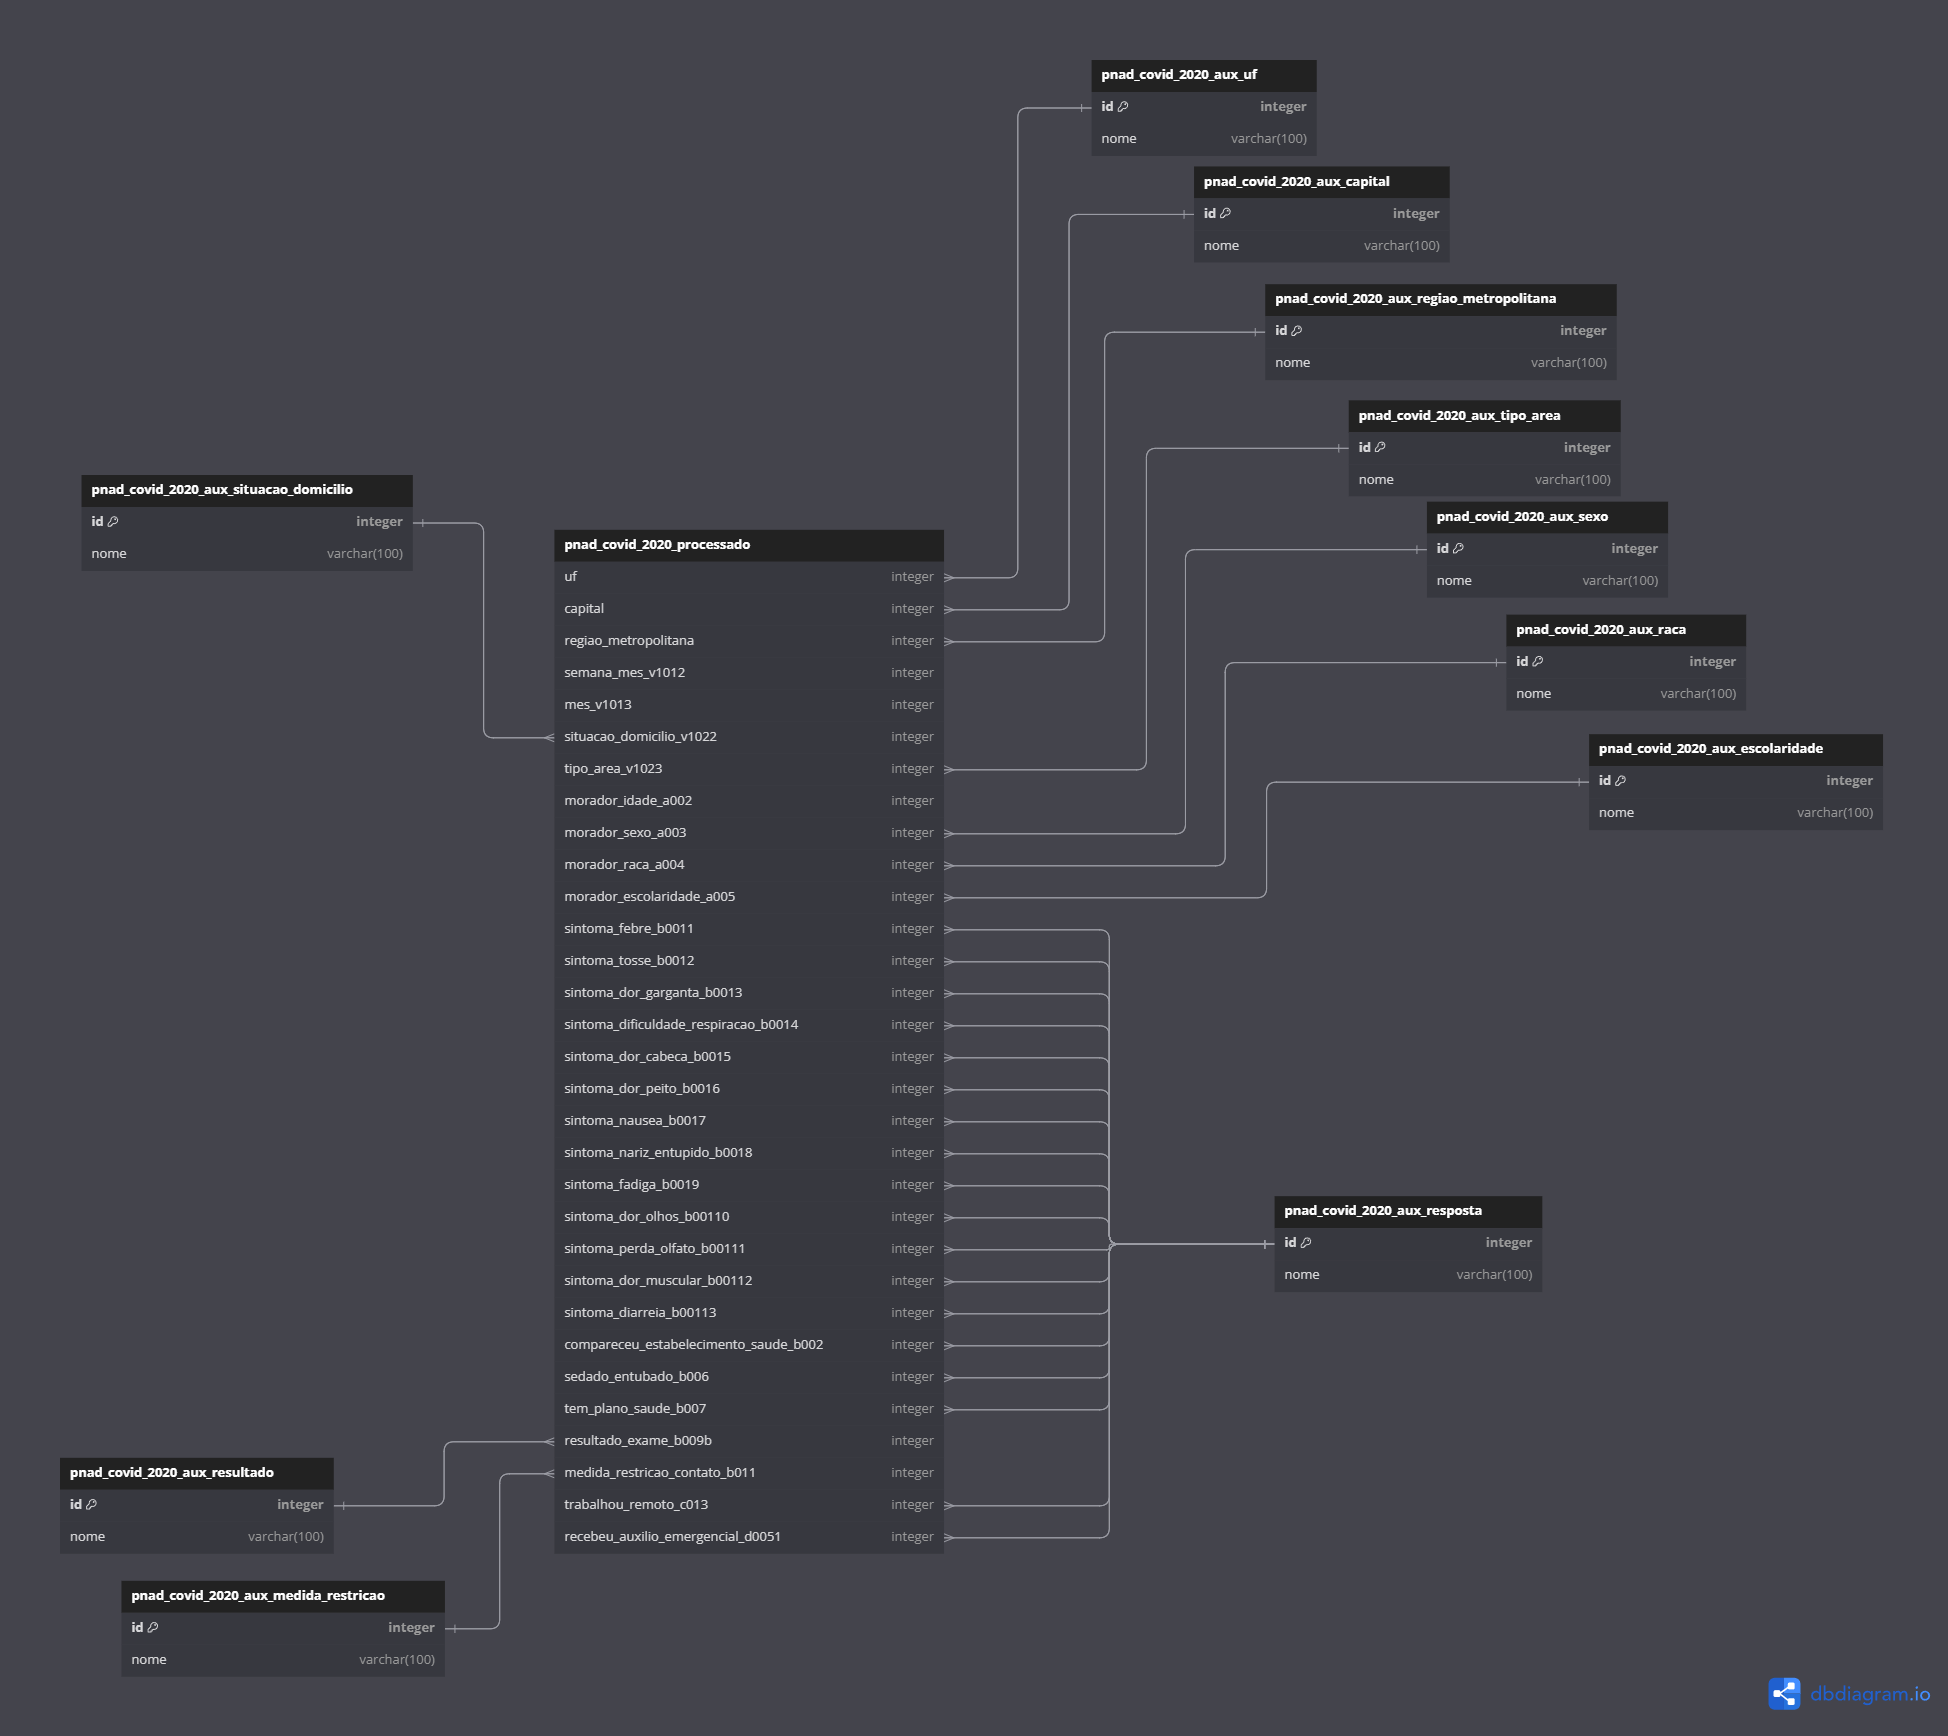 pnad_covid_2020_aux_uf
id integer
nome varchar(100)
pnad_covid_2020_aux_capital
id integer
nome varchar(100)
pnad_covid_2020_aux_regiao_metropolitana
id integer
nome varchar(100)
pnad_covid_2020_aux_tipo_area
id integer
nome varchar(100)
pnad_covid_2020_aux_situacao_domicilio
id integer
nome varchar(100)
pnad_covid_2020_aux_sexo
id integer
nome varchar(100)
pnad_covid_2020_aux_raca
id integer
nome varchar(100)
pnad_covid_2020_aux_escolaridade
id integer
nome varchar(100)
pnad_covid_2020_processado
uf integer
capital integer
regiao_metropolitana integer
semana_mes_v1012 integer
mes_v1013 integer
situacao_domicilio_v1022 integer
tipo_area_v1023 integer
morador_idade_a002 integer
morador_sexo_a003 integer
morador_raca_a004 integer
morador_escolaridade_a005 integer
sintoma_febre_b0011 integer
sintoma_tosse_b0012 integer
sintoma_dor_garganta_b0013 integer
sintoma_dificuldade_respiracao_b0014 integer
sintoma_dor_cabeca_b0015 integer
sintoma_dor_peito_b0016 integer
sintoma_nausea_b0017 integer
sintoma_nariz_entupido_b0018 integer
sintoma_fadiga_b0019 integer
sintoma_dor_olhos_b00110 integer
sintoma_perda_olfato_b00111 integer
sintoma_dor_muscular_b00112 integer
sintoma_diarreia_b00113 integer
compareceu_estabelecimento_saude_b002 integer
sedado_entubado_b006 integer
tem_plano_saude_b007 integer
resultado_exame_b009b integer
medida_restricao_contato_b011 integer
trabalhou_remoto_c013 integer
recebeu_auxilio_emergencial_d0051 integer
pnad_covid_2020_aux_resposta
id integer
nome varchar(100)
pnad_covid_2020_aux_resultado
id integer
nome varchar(100)
pnad_covid_2020_aux_medida_restricao
id integer
nome varchar(100)
dbdiagram.io